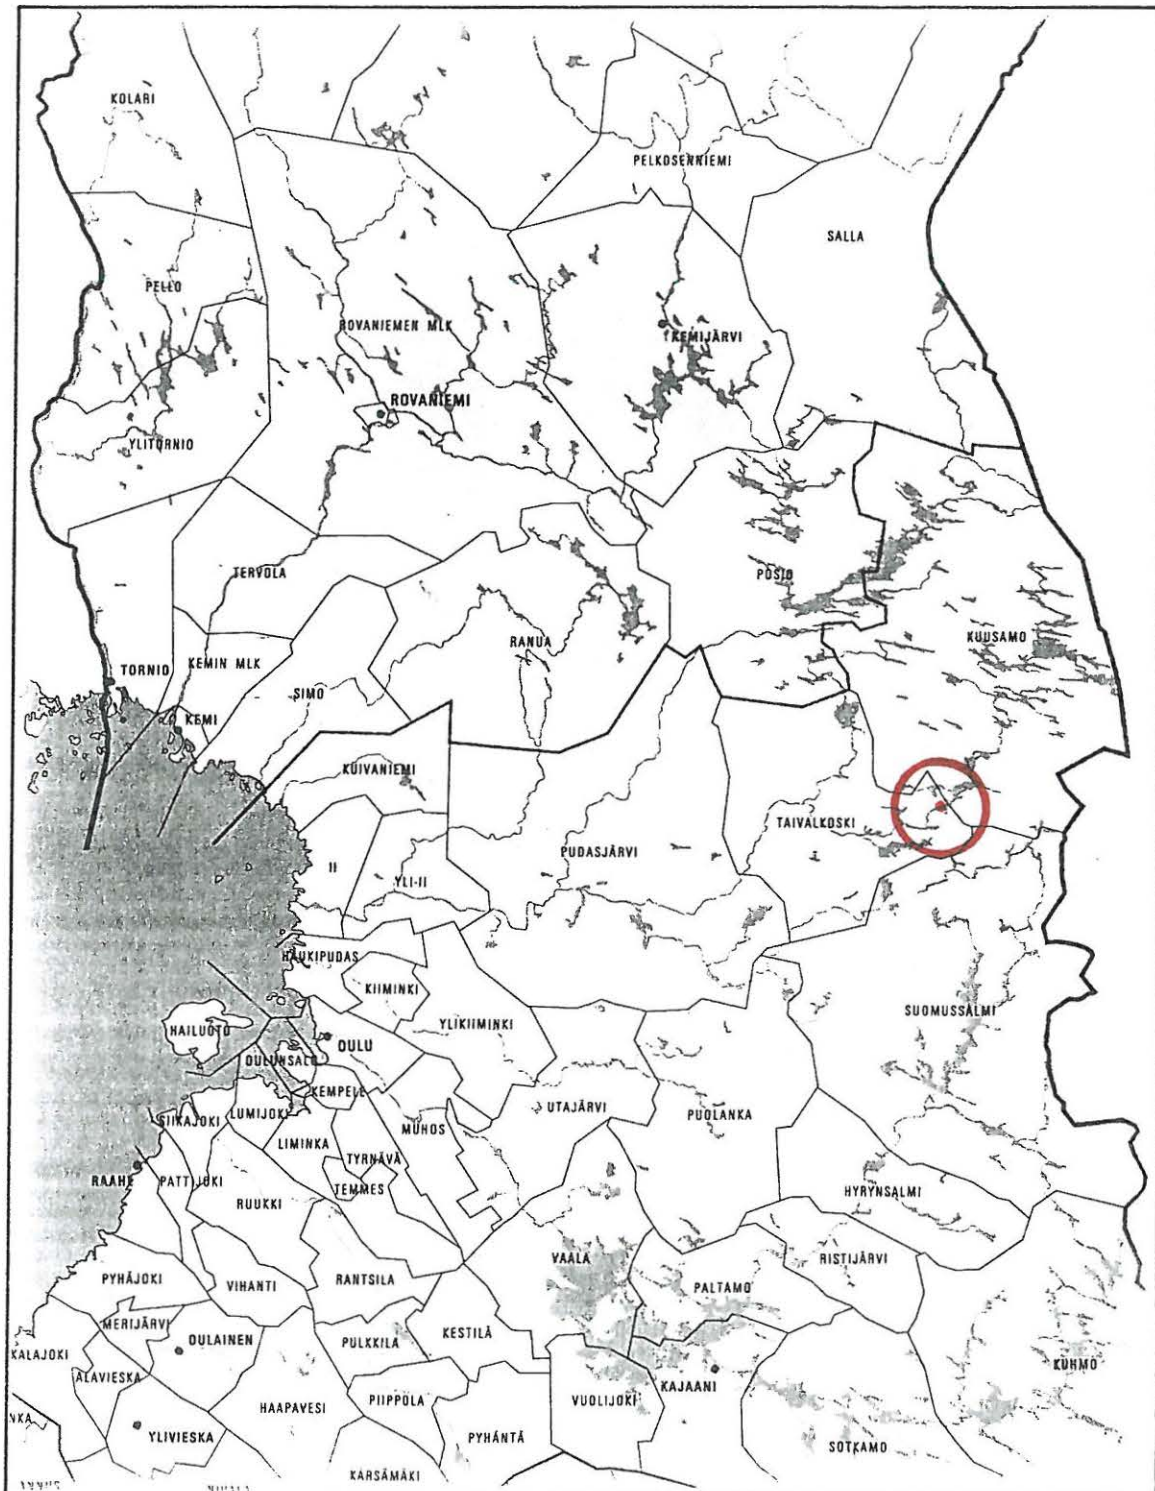 KOLARI
PELKOSENNIEMI
SALLA
PELLO
ROVANIEMEN MLK
KEMIJÄRVI
ROVANIEMI
YLITORNIO
TERVOLA
POSIO
RANUA
KUUSAMO
TORNIO
KEMIN MLK
SIMO
KEMI
KUIVANIEMI
TAIVALKOSKI
PUDASJÄRVI
II
YLI-II
HAUKIPUDAS
KIIMINKI
YLIKIIMINKI
SUOMUSSALMI
HAILUOTO
OULU
OULUNSALO
KEMPELE
LUMIJOKI
SIIKAJOKI
UTAJÄRVI
PUOLANKA
MUHOS
LIMINKA
TYRNÄVÄ
RAAHE
PATTIJOKI
TEMMES
RUUKKI
HYRYNSALMI
VAALA
RISTIJÄRVI
PYHÄJOKI
VIHANTI
RANTSILA
PALTAMO
MERIJÄRVI
OULAINEN
PULKKILA
KESTILÄ
KALAJOKI
KUHMO
ALAVIESKA
KAJAANI
HAAPAVESI
PIIPPOLA
VUOLIJOKI
NKA
YLIVIESKA
PYHÄNTÄ
SOTKAMO
KÄRSÄMÄKI